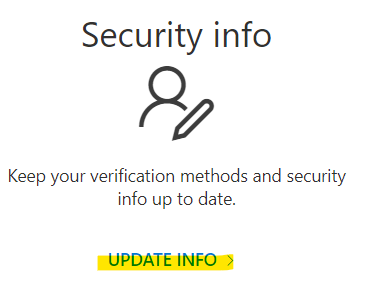 Security info
Keep your verification methods and security
info up to date.
UPDATE INFO >